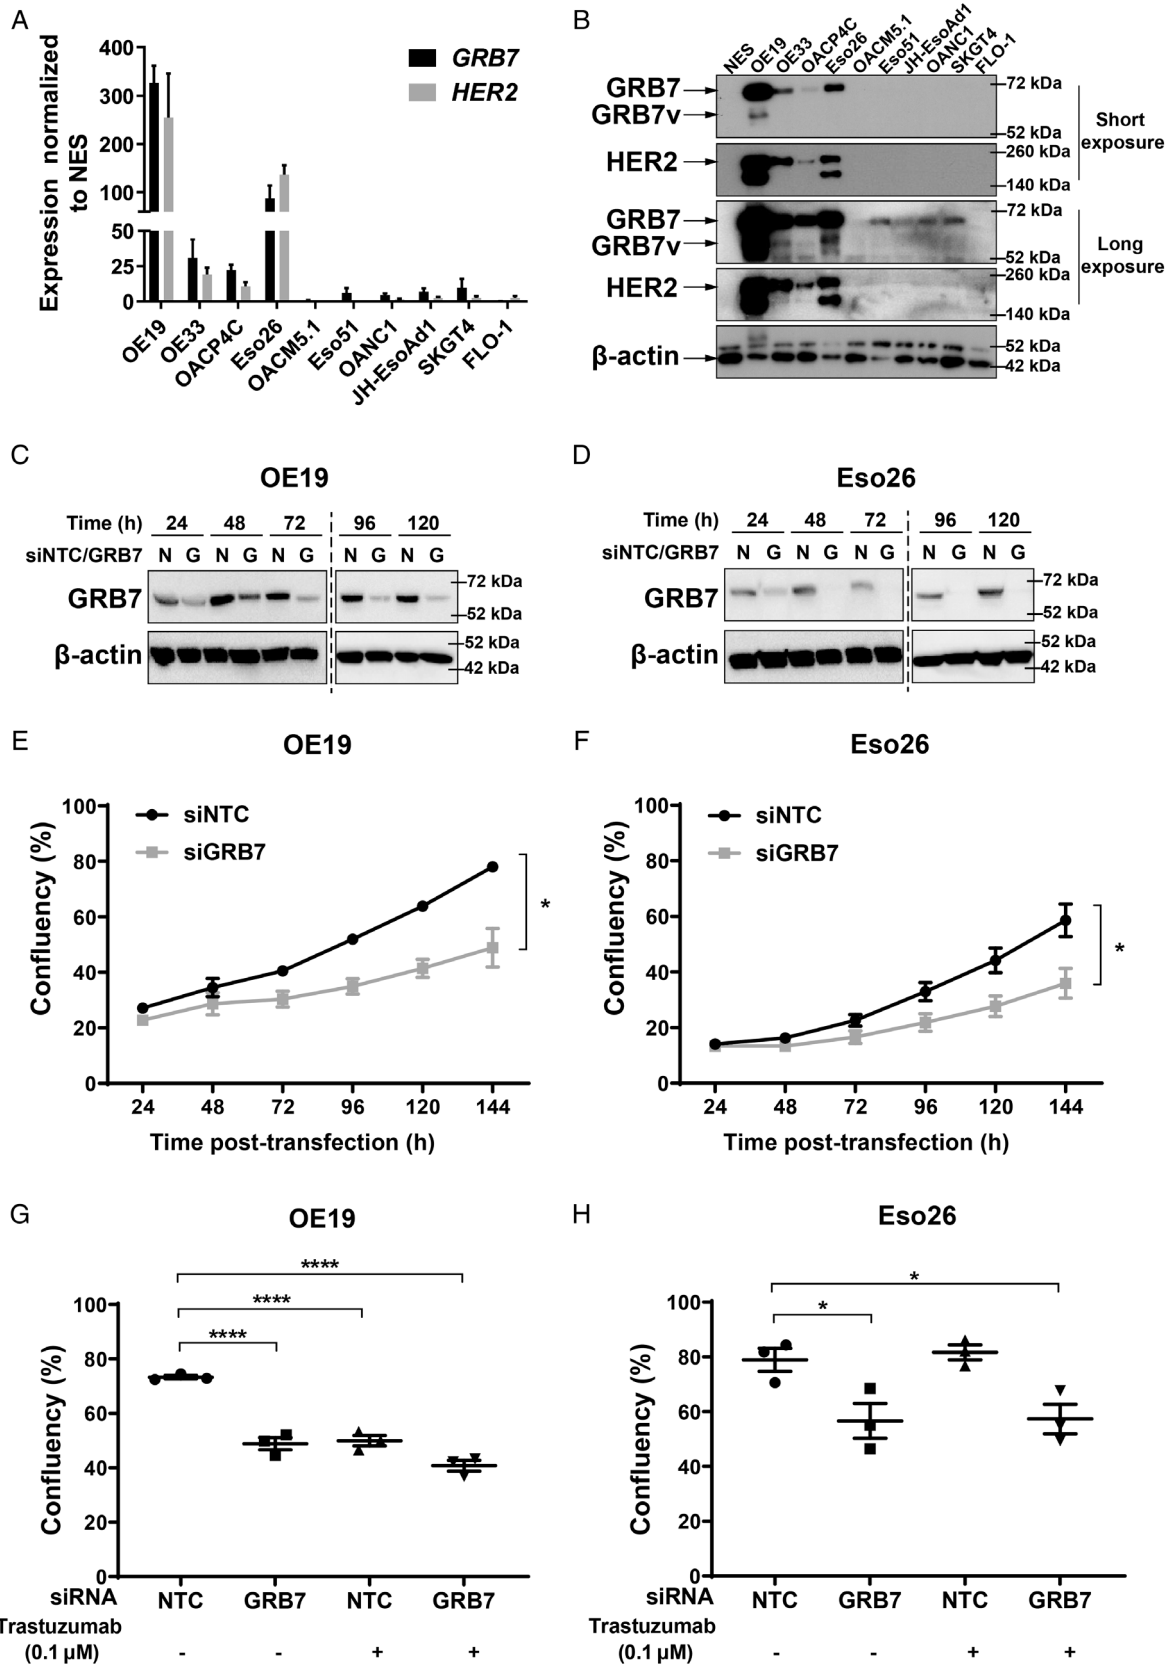 A
Expression normalized
to NES
400
300
200
100
50
25
0
GRB7
HER2
OE19
OE33
OACP4C
Eso26
OACM5.1
Eso51
OANC1
JH-EsoAd1
SKGT4
FLO-1
B
NES
OE19
OE33
OACP4C
Eso26
OACM5.1
Eso51
JH-EsoAd1
OANC1
SKGT4
FLO-1
GRB7
72 kDa
GRB7v
52 kDa
Short
exposure
HER2
260 kDa
140 kDa
GRB7
72 kDa
GRB7v
52 kDa
Long
exposure
HER2
260 kDa
140 kDa
β-actin
52 kDa
42 kDa
C
OE19
Time (h) 24 48 72 96 120
siNTC/GRB7 N G N G N G N G N G
GRB7
72 kDa
52 kDa
β-actin
52 kDa
42 kDa
D
Eso26
Time (h) 24 48 72 96 120
siNTC/GRB7 N G N G N G N G N G
GRB7
72 kDa
52 kDa
β-actin
52 kDa
42 kDa
E
OE19
Confluency (%)
100
80
60
40
20
0
siNTC
siGRB7
*
24 48 72 96 120 144
Time post-transfection (h)
F
Eso26
Confluency (%)
100
80
60
40
20
0
siNTC
siGRB7
*
24 48 72 96 120 144
Time post-transfection (h)
G
OE19
Confluency (%)
100
80
60
40
20
0
****
****
****
siRNA NTC GRB7 NTC GRB7
Trastuzumab
(0.1 µM) - - + +
H
Eso26
Confluency (%)
100
80
60
40
20
0
*
*
siRNA NTC GRB7 NTC GRB7
Trastuzumab
(0.1 µM) - - + +